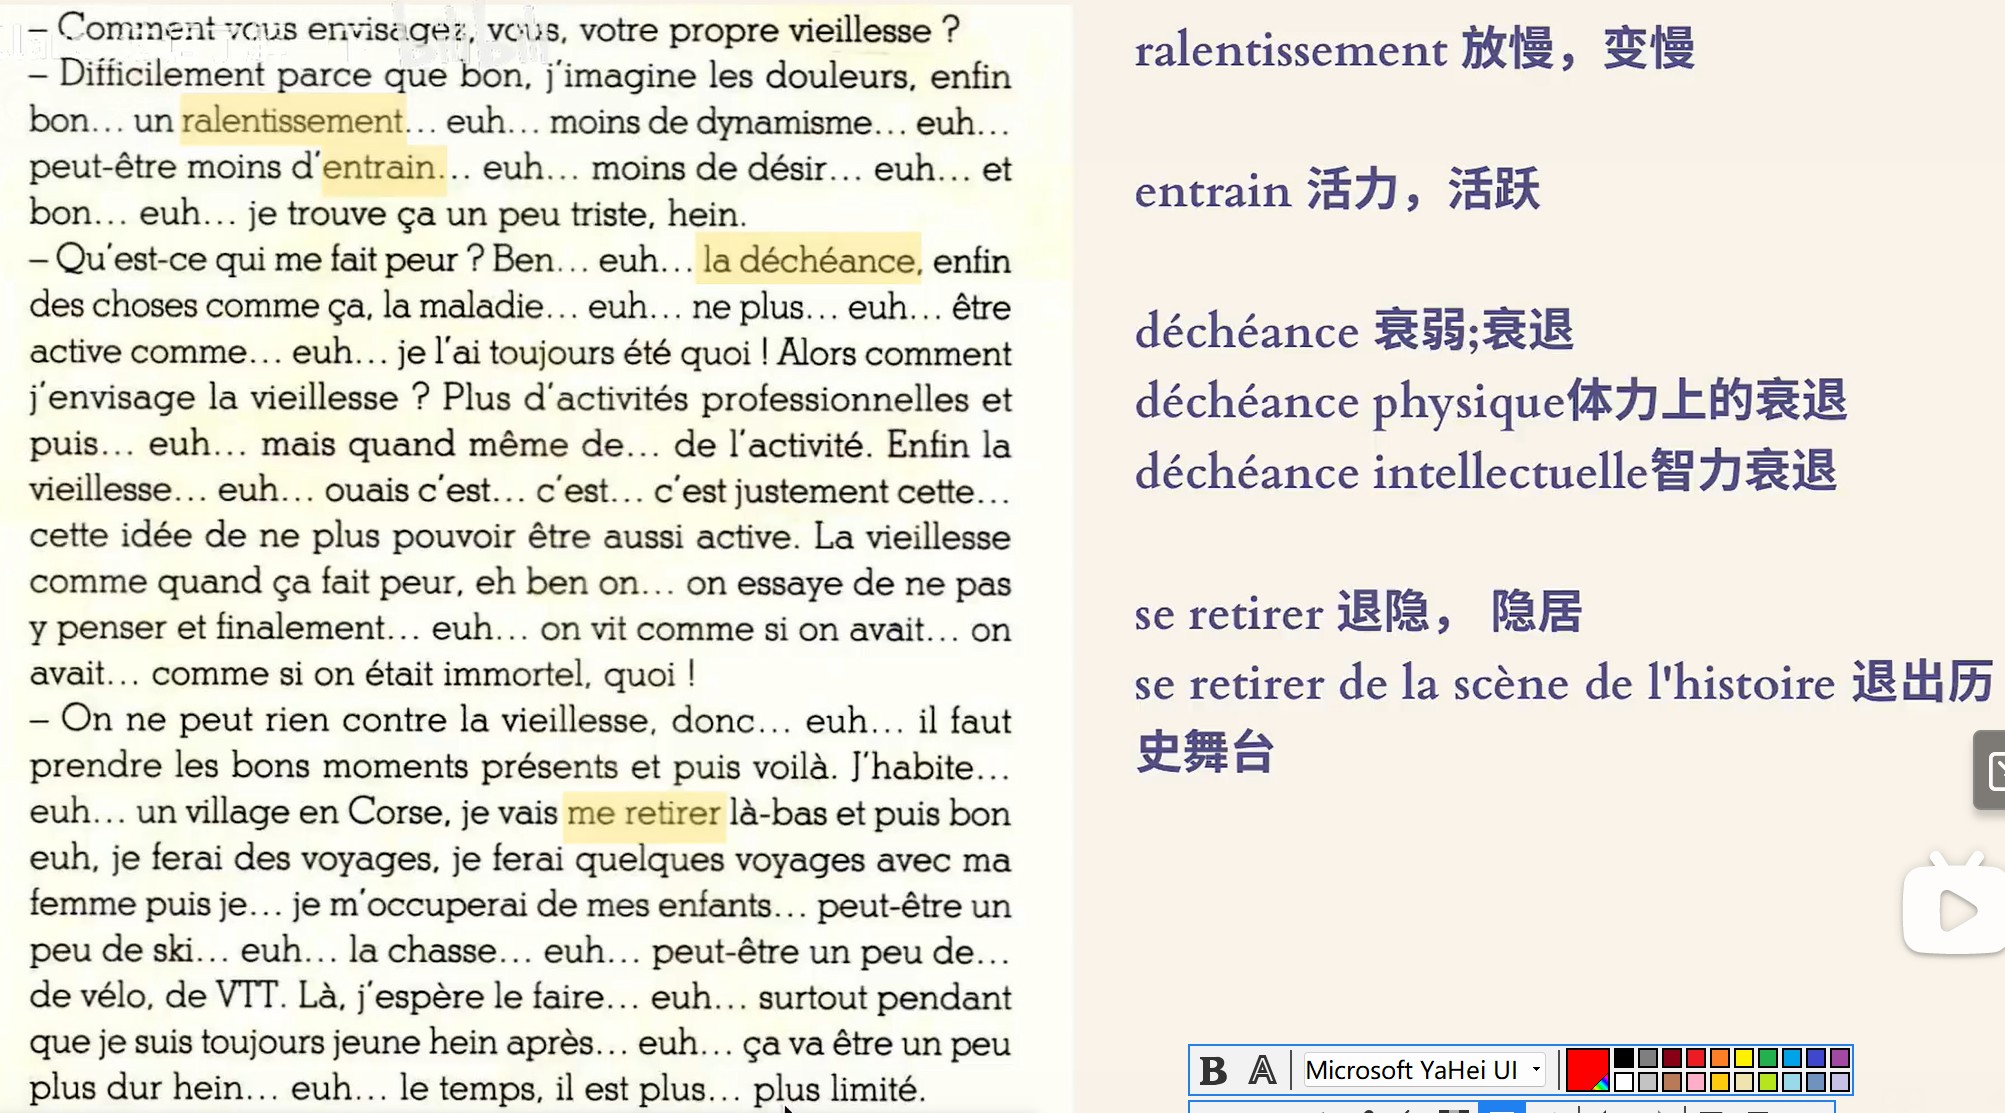 – Comment vous envisagez, vous, votre propre vieillesse ?
– Difficilement parce que bon, j'imagine les douleurs, enfin
bon… un ralentissement… euh… moins de dynamisme… euh…
peut-être moins d'entrain… euh… moins de désir… euh… et
bon… euh… je trouve ça un peu triste, hein.
– Qu'est-ce qui me fait peur ? Ben… euh… la déchéance, enfin
des choses comme ça, la maladie… euh… ne plus… euh… être
active comme… euh… je l'ai toujours été quoi ! Alors comment
j'envisage la vieillesse ? Plus d'activités professionnelles et
puis… euh… mais quand même de… de l'activité. Enfin la
vieillesse… euh… ouais c'est… c'est… c'est justement cette…
cette idée de ne plus pouvoir être aussi active. La vieillesse
comme quand ça fait peur, eh ben on… on essaye de ne pas
y penser et finalement… euh… on vit comme si on avait… on
avait… comme si on était immortel, quoi !
– On ne peut rien contre la vieillesse, donc… euh… il faut
prendre les bons moments présents et puis voilà. J'habite…
euh… un village en Corse, je vais me retirer là-bas et puis bon
euh, je ferai des voyages, je ferai quelques voyages avec ma
femme puis je… je m'occuperai de mes enfants… peut-être un
peu de ski… euh… la chasse… euh… peut-être un peu de…
de vélo, de VTT. Là, j'espère le faire… euh… surtout pendant
que je suis toujours jeune hein après… euh… ça va être un peu
plus dur hein… euh… le temps, il est plus… plus limité.
ralentissement 放慢，变慢
entrain 活力，活跃
déchéance 衰弱;衰退
déchéance physique体力上的衰退
déchéance intellectuelle智力衰退
se retirer 退隐， 隐居
se retirer de la scène de l'histoire 退出历
史舞台
B A Microsoft YaHei UI